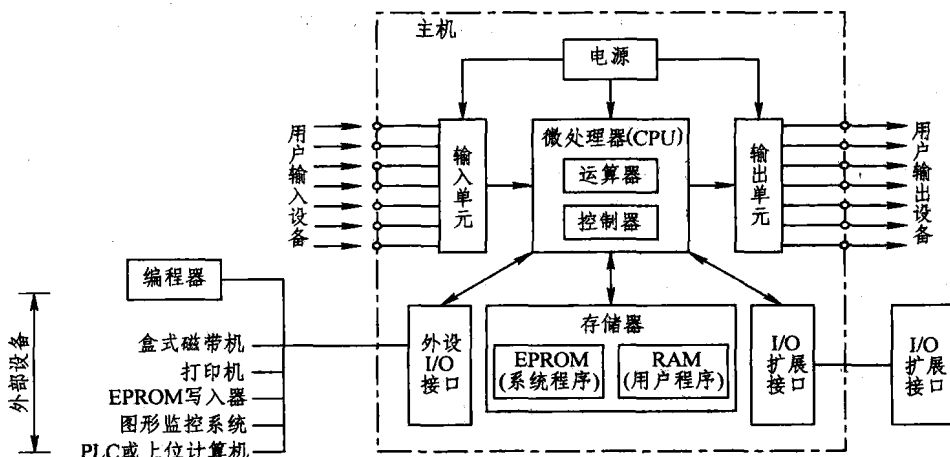 主机
电源
用户输入设备
输入单元
微处理器(CPU)
运算器
控制器
输出单元
用户输出设备
编程器
外部设备
盒式磁带机
打印机
EPROM写入器
图形监控系统
PLC或上位计算机
外设
I/O
接口
存储器
EPROM
(系统程序)
RAM
(用户程序)
I/O
扩展
接口
I/O
扩展
接口